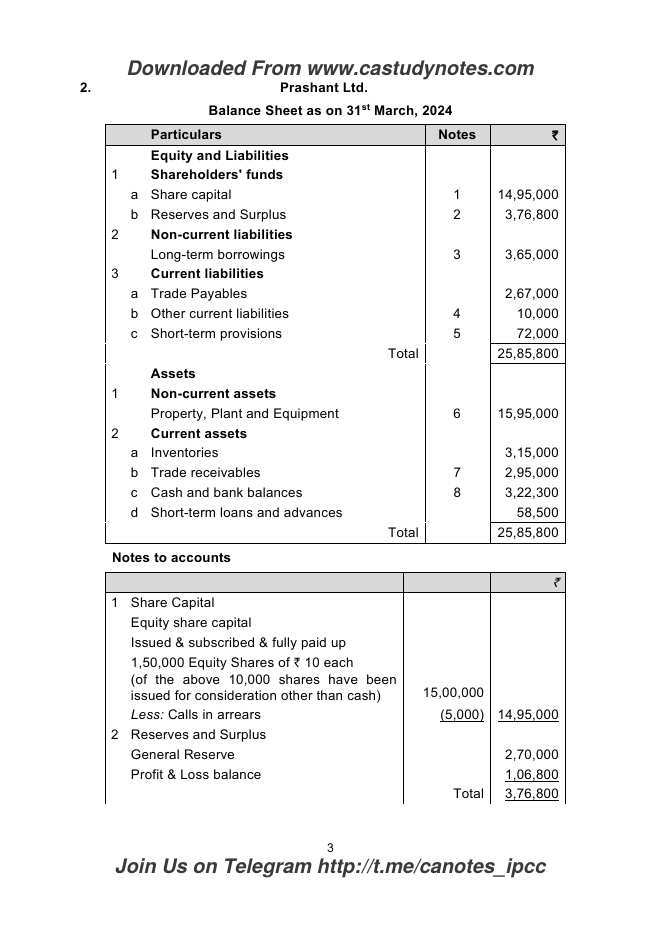 Downloaded From www.castudynotes.com
2. Prashant Ltd.
Balance Sheet as on 31st March, 2024
Particulars Notes ₹
Equity and Liabilities
1 Shareholders' funds
a Share capital 1 14,95,000
b Reserves and Surplus 2 3,76,800
2 Non-current liabilities
Long-term borrowings 3 3,65,000
3 Current liabilities
a Trade Payables 2,67,000
b Other current liabilities 4 10,000
c Short-term provisions 5 72,000
Total 25,85,800
Assets
1 Non-current assets
Property, Plant and Equipment 6 15,95,000
2 Current assets
a Inventories 3,15,000
b Trade receivables 7 2,95,000
c Cash and bank balances 8 3,22,300
d Short-term loans and advances 58,500
Total 25,85,800
Notes to accounts
₹
1 Share Capital
Equity share capital
Issued & subscribed & fully paid up
1,50,000 Equity Shares of ₹ 10 each
(of the above 10,000 shares have been
issued for consideration other than cash) 15,00,000
Less: Calls in arrears (5,000) 14,95,000
2 Reserves and Surplus
General Reserve 2,70,000
Profit & Loss balance 1,06,800
Total 3,76,800
3
Join Us on Telegram http://t.me/canotes_ipcc